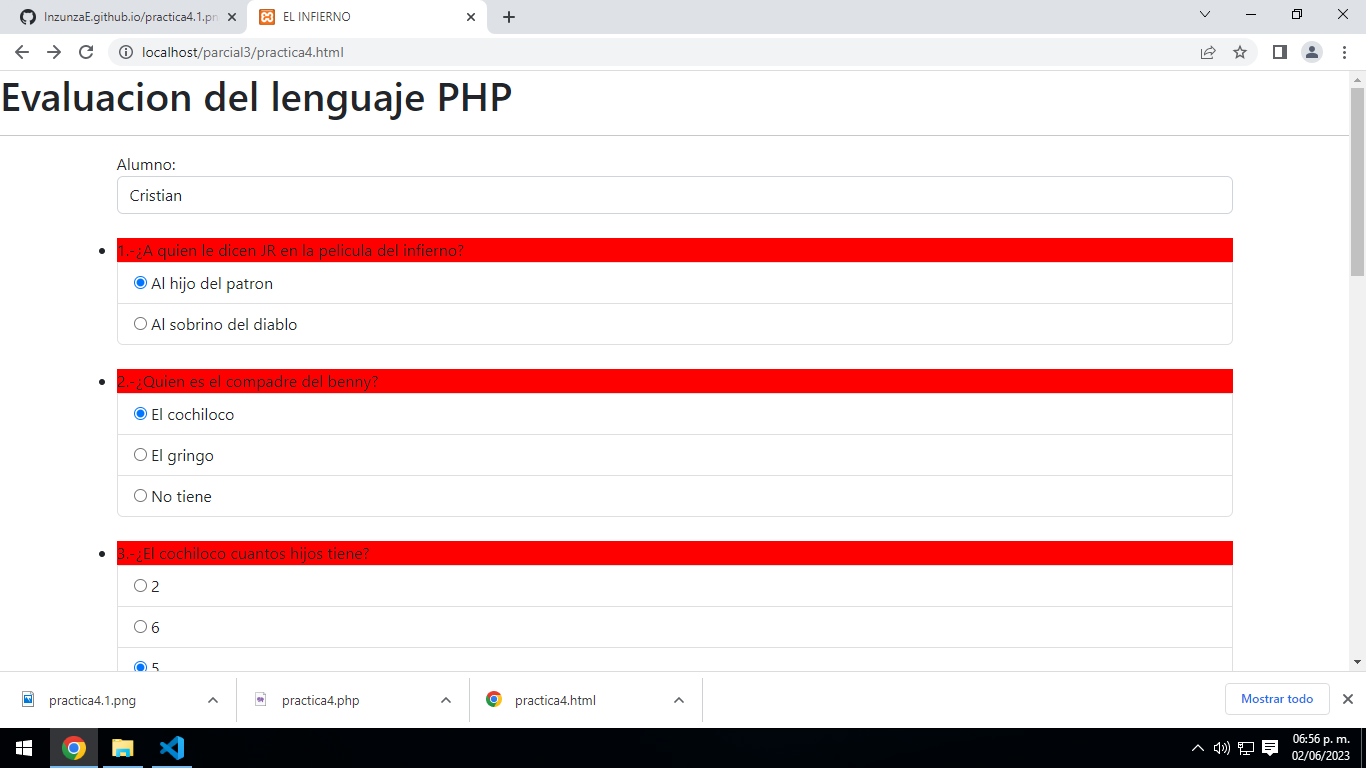 InzunzaE.github.io/practica4.1.pn
EL INFIERNO
localhost/parcial3/practica4.html
Evaluacion del lenguaje PHP
Alumno:
Cristian
1.-¿A quien le dicen JR en la pelicula del infierno?
Al hijo del patron
Al sobrino del diablo
2.-¿Quien es el compadre del benny?
El cochiloco
El gringo
No tiene
3.-¿El cochiloco cuantos hijos tiene?
2
6
5
practica4.1.png
practica4.php
practica4.html
Mostrar todo
06:56 p. m.
02/06/2023